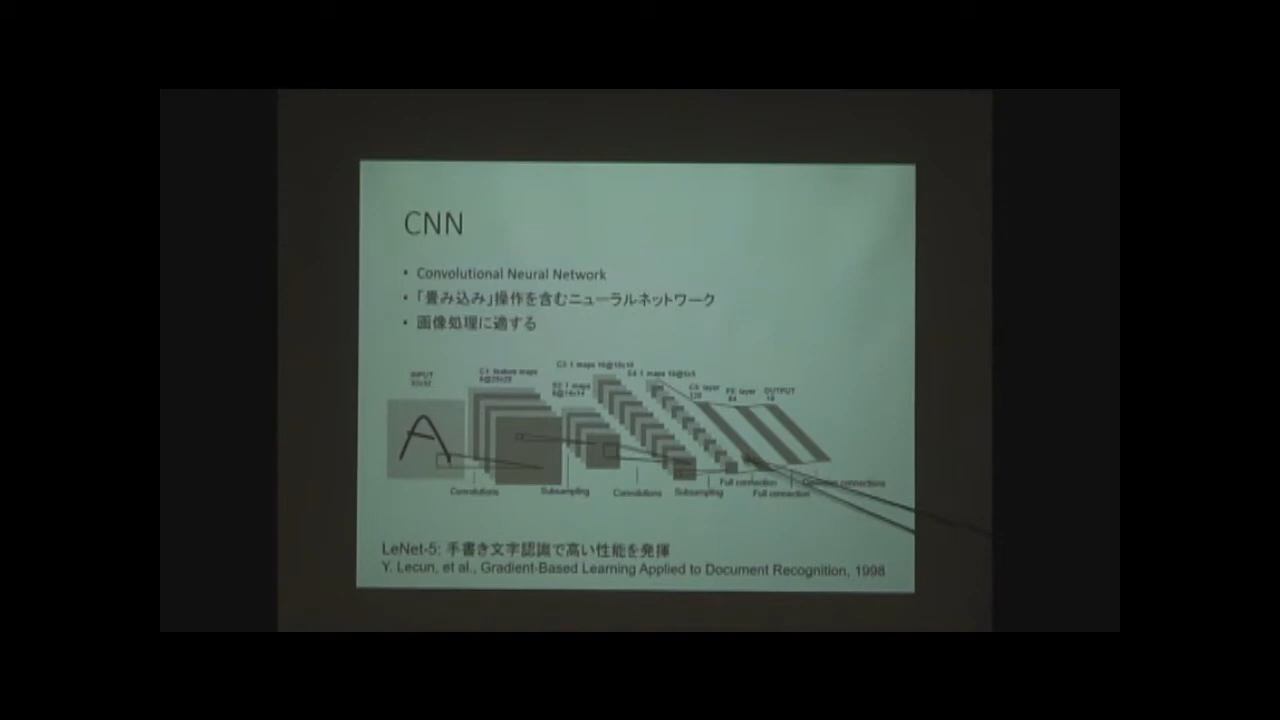 CNN
• Convolutional Neural Network
• 「畳み込み」操作を含むニューラルネットワーク
• 画像処理に適する
INPUT
32x32
C1: feature maps
6@28x28
S2: f. maps
6@14x14
C3: f. maps 16@10x10
S4: f. maps 16@5x5
C5: layer
120
F6: layer
84
OUTPUT
10
A
Convolutions
Subsampling
Convolutions
Subsampling
Full connection
Full connection
connections
LeNet-5: 手書き文字認識で高い性能を発揮
Y. Lecun, et al., Gradient-Based Learning Applied to Document Recognition, 1998